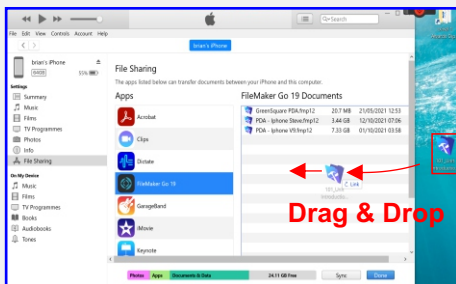 Search
File Edit View Controls Account Help
brian's iPhone
brian's iPhone
64GB 55%
Settings
Summary
Music
Films
TV Programmes
Photos
Info
File Sharing
On My Device
Music
Films
TV Programmes
Books
Audiobooks
Tones
File Sharing
The apps listed below can transfer documents between your iPhone and this computer.
Apps
Acrobat
Clips
Dictate
FileMaker Go 19
GarageBand
iMovie
Keynote
FileMaker Go 19 Documents
GreenSquare PDA.fmp12 20.7 MB 21/05/2021 12:53
PDA - Iphone Steve.fmp12 3.44 GB 12/10/2021 07:06
PDA - Iphone V9.fmp12 7.33 GB 01/10/2021 03:58
Link
Drag & Drop
Photos Apps Documents & Data 24.11 GB Free Sync Done